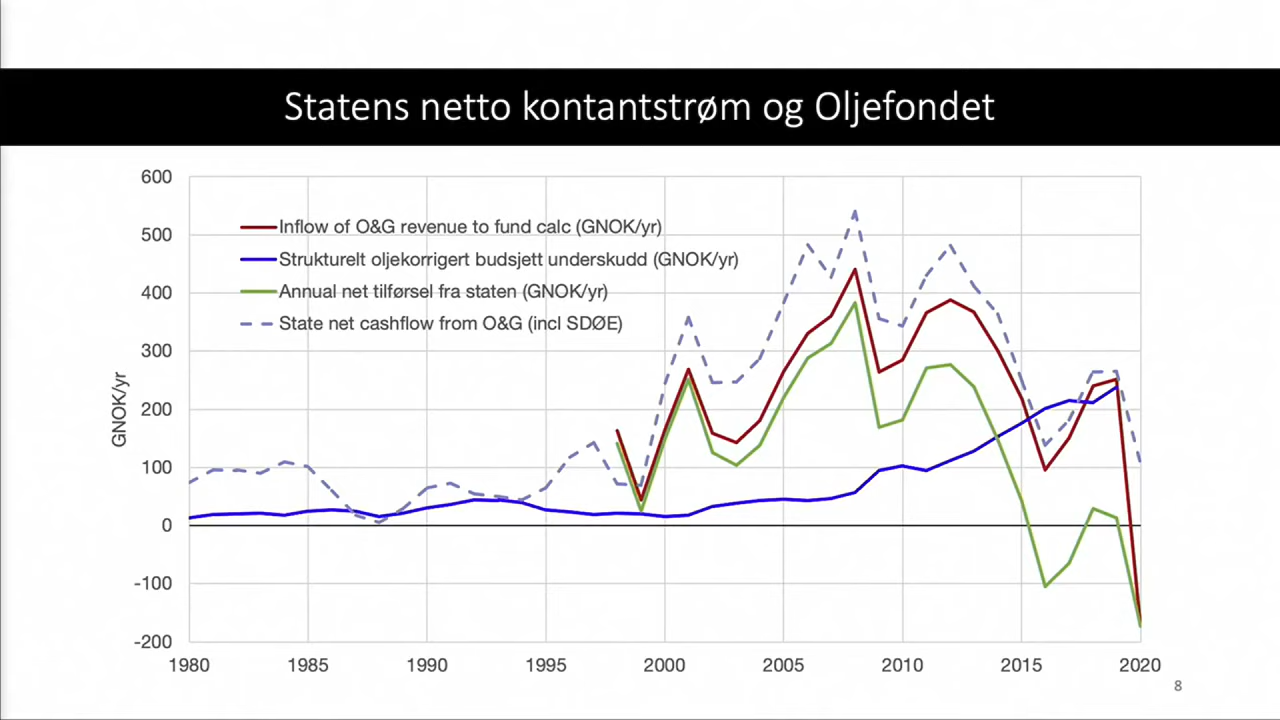 Statens netto kontantstrøm og Oljefondet
600
500
400
300
200
100
0
-100
-200
GNOK/yr
Inflow of O&G revenue to fund calc (GNOK/yr)
Strukturelt oljekorrigert budsjett underskudd (GNOK/yr)
Annual net tilførsel fra staten (GNOK/yr)
State net cashflow from O&G (incl SDØE)
1980 1985 1990 1995 2000 2005 2010 2015 2020
8